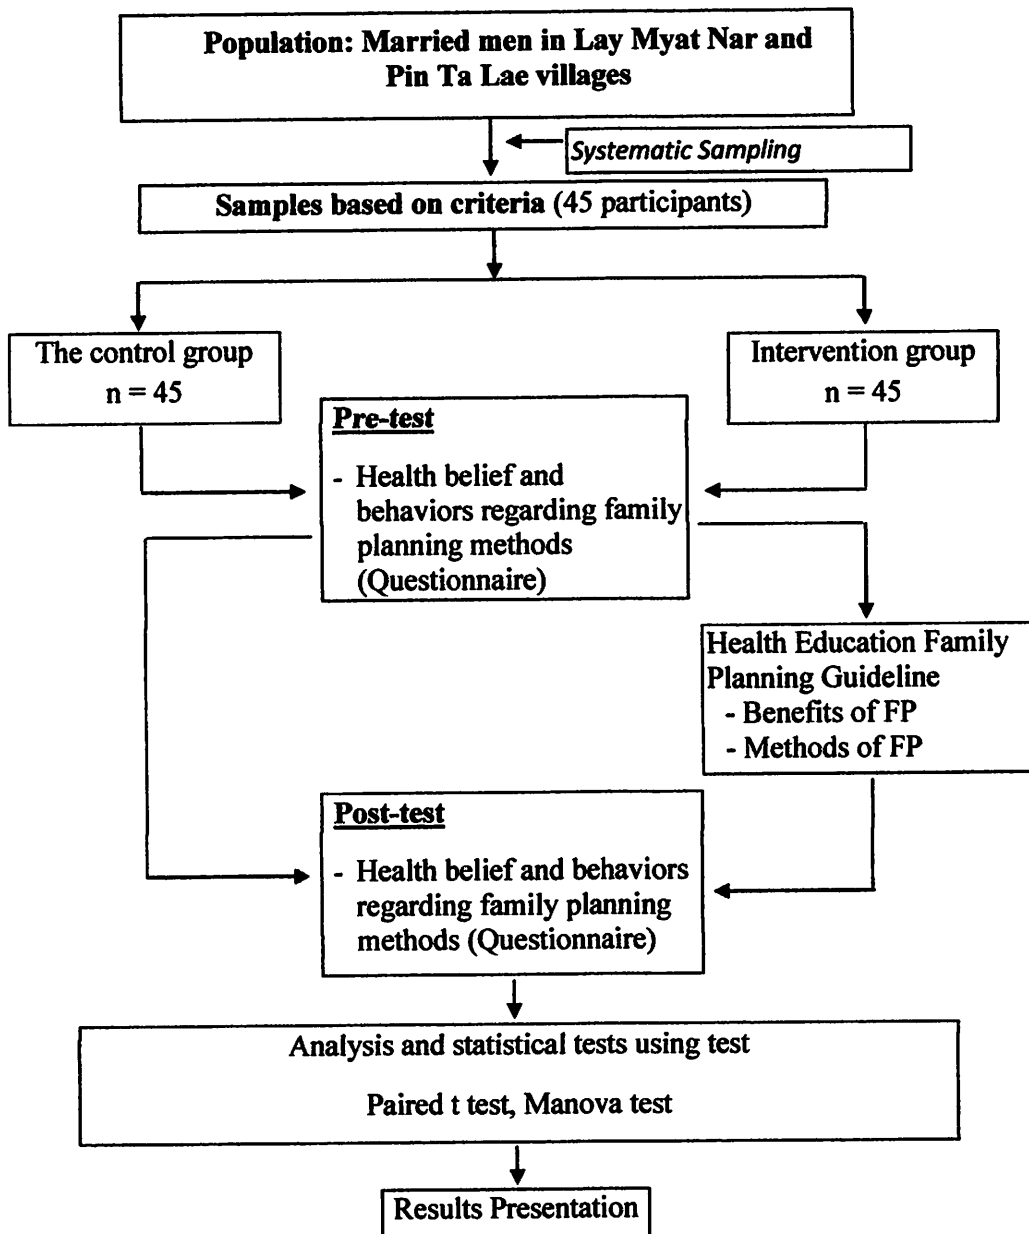 Population: Married men in Lay Myat Nar and
Pin Ta Lae villages
Systematic Sampling
Samples based on criteria (45 participants)
The control group
n = 45
Intervention group
n = 45
Pre-test
- Health belief and
behaviors regarding family
planning methods
(Questionnaire)
Health Education Family
Planning Guideline
- Benefits of FP
- Methods of FP
Post-test
- Health belief and behaviors
regarding family planning
methods (Questionnaire)
Analysis and statistical tests using test
Paired t test, Manova test
Results Presentation